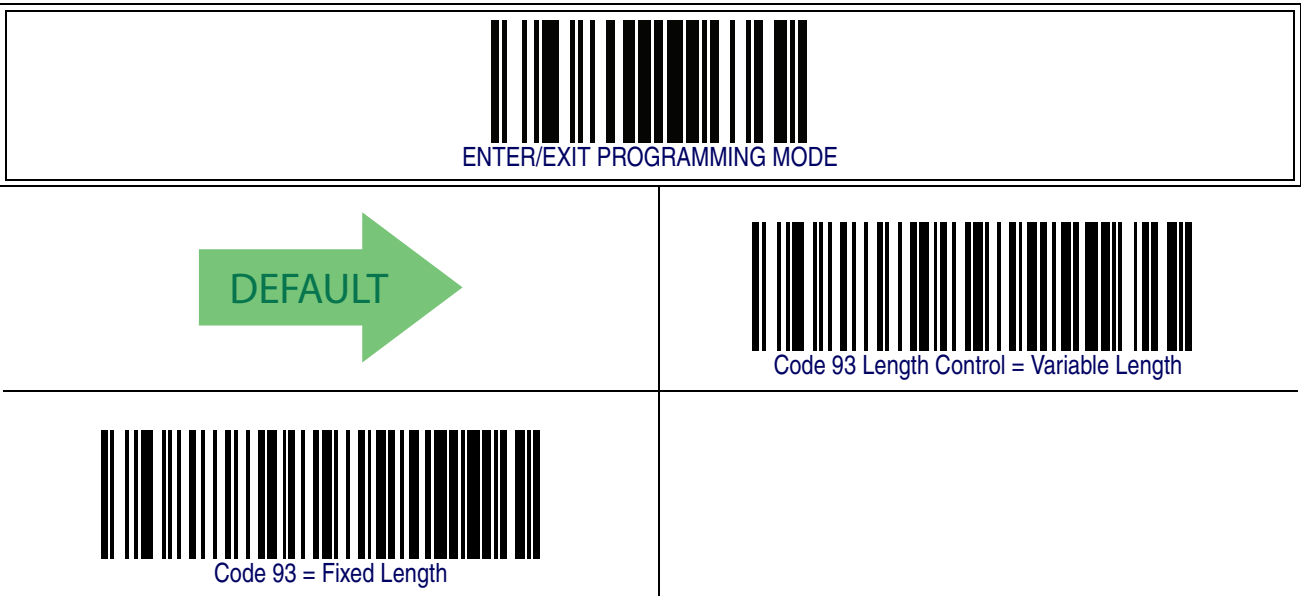 ENTER/EXIT PROGRAMMING MODE
DEFAULT
Code 93 Length Control = Variable Length
Code 93 = Fixed Length